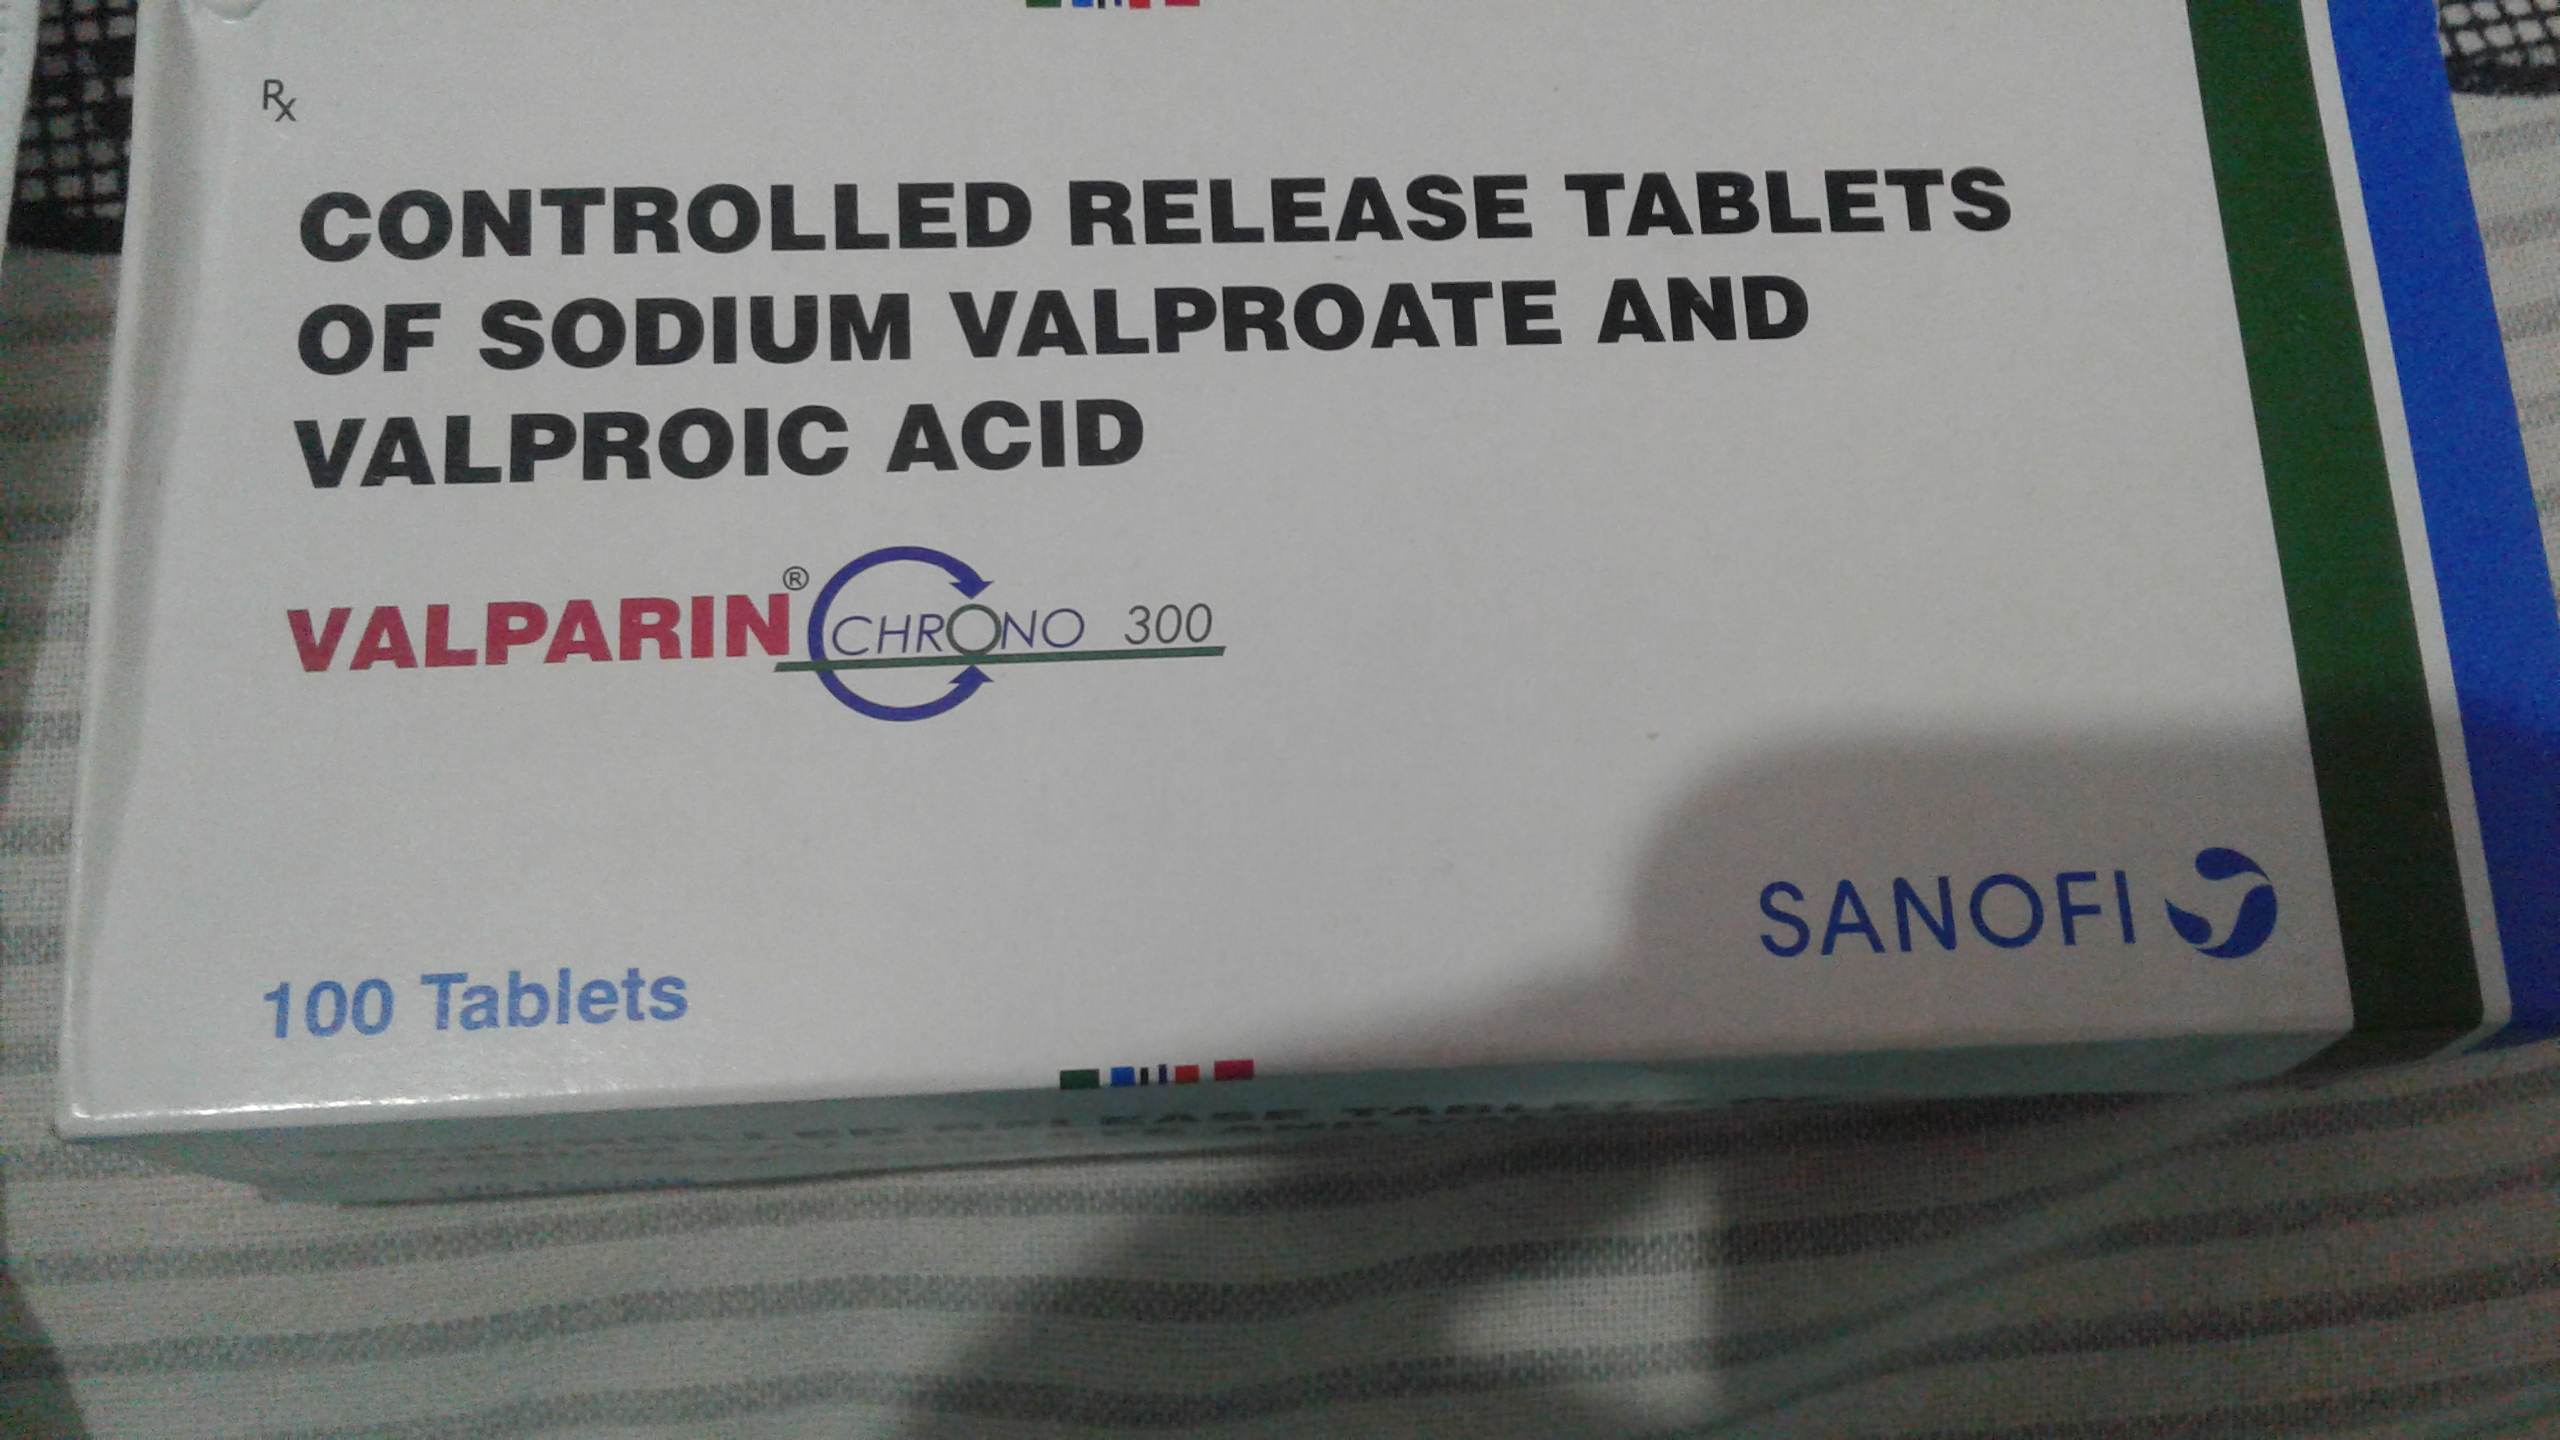 Rx
CONTROLLED RELEASE TABLETS
OF SODIUM VALPROATE AND
VALPROIC ACID
VALPARIN® CHRONO 300
100 Tablets
SANOFI